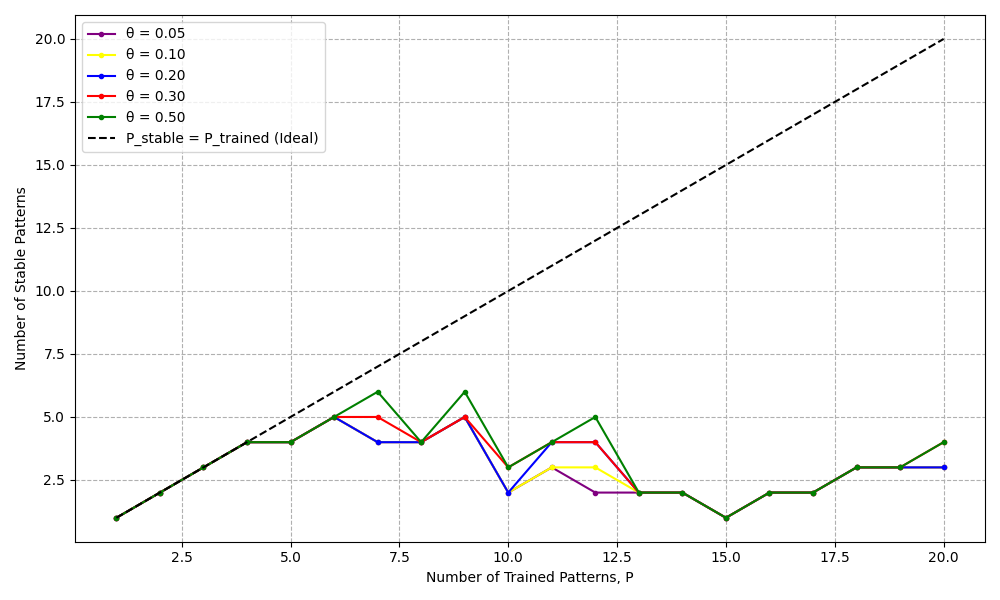 θ = 0.05
θ = 0.10
θ = 0.20
θ = 0.30
θ = 0.50
P_stable = P_trained (Ideal)
Number of Stable Patterns
20.0
17.5
15.0
12.5
10.0
7.5
5.0
2.5
2.5 5.0 7.5 10.0 12.5 15.0 17.5 20.0
Number of Trained Patterns, P